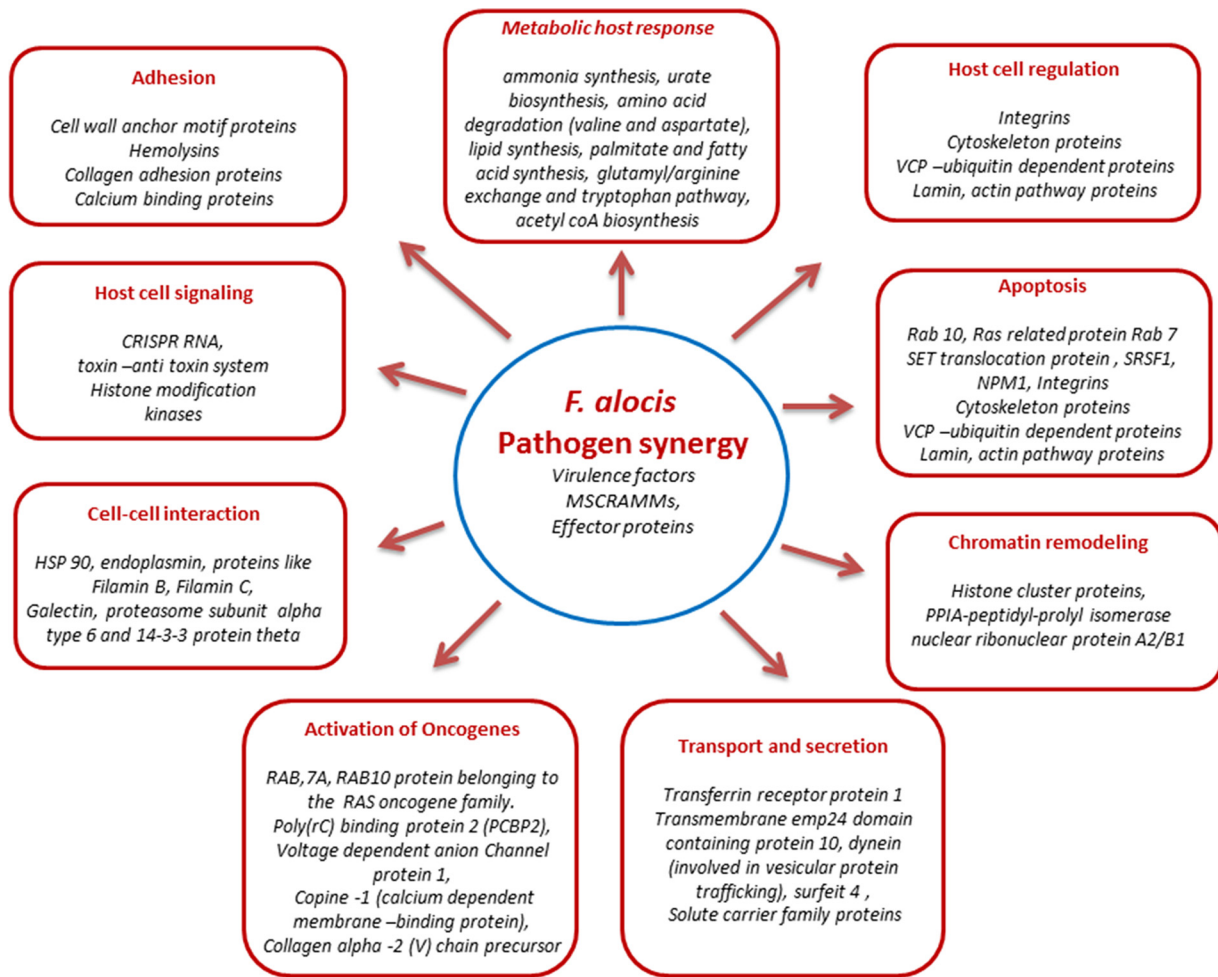 Metabolic host response
ammonia synthesis, urate
biosynthesis, amino acid
degradation (valine and aspartate),
lipid synthesis, palmitate and fatty
acid synthesis, glutamyl/arginine
exchange and tryptophan pathway,
acetyl coA biosynthesis
Adhesion
Cell wall anchor motif proteins
Hemolysins
Collagen adhesion proteins
Calcium binding proteins
Host cell regulation
Integrins
Cytoskeleton proteins
VCP –ubiquitin dependent proteins
Lamin, actin pathway proteins
Host cell signaling
CRISPR RNA,
toxin –anti toxin system
Histone modification
kinases
Apoptosis
Rab 10, Ras related protein Rab 7
SET translocation protein , SRSF1,
NPM1, Integrins
Cytoskeleton proteins
VCP –ubiquitin dependent proteins
Lamin, actin pathway proteins
F. alocis
Pathogen synergy
Virulence factors
MSCRAMMs,
Effector proteins
Cell-cell interaction
HSP 90, endoplasmin, proteins like
Filamin B, Filamin C,
Galectin, proteasome subunit alpha
type 6 and 14-3-3 protein theta
Chromatin remodeling
Histone cluster proteins,
PPIA-peptidyl-prolyl isomerase
nuclear ribonuclear protein A2/B1
Activation of Oncogenes
RAB,7A, RAB10 protein belonging to
the RAS oncogene family.
Poly(rC) binding protein 2 (PCBP2),
Voltage dependent anion Channel
protein 1,
Copine -1 (calcium dependent
membrane –binding protein),
Collagen alpha -2 (V) chain precursor
Transport and secretion
Transferrin receptor protein 1
Transmembrane emp24 domain
containing protein 10, dynein
(involved in vesicular protein
trafficking), surfeit 4 ,
Solute carrier family proteins